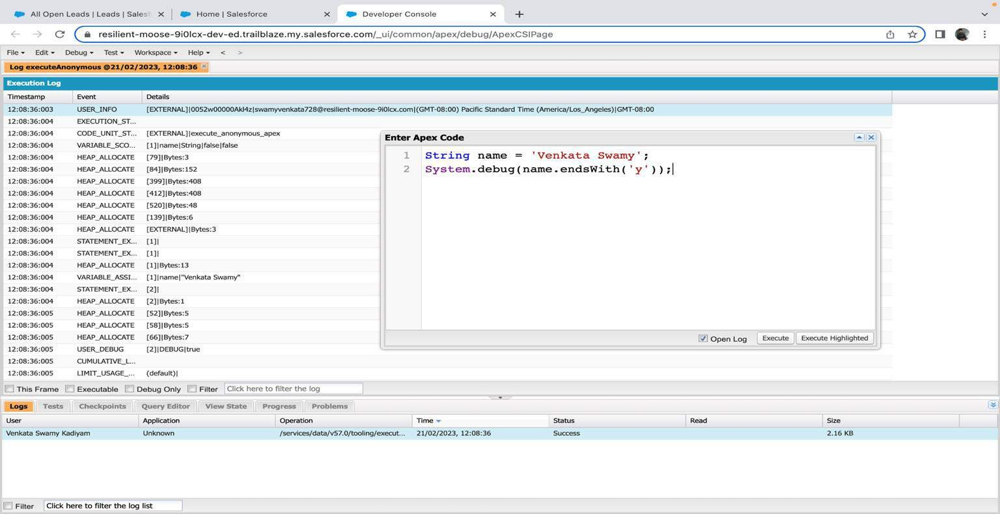 All Open Leads | Leads | Salesf
Home | Salesforce
Developer Console
resilient-moose-9i0lcx-dev-ed.trailblaze.my.salesforce.com/_ui/common/apex/debug/ApexCSIPage
File Edit Debug Test Workspace Help < >
Log executeAnonymous @21/02/2023, 12:08:36
Execution Log
Timestamp Event Details
12:08:36:003 USER_INFO [EXTERNAL]|0052w00000Akl4z|swamyvenkata728@resilient-moose-9i0lcx.com|(GMT-08:00) Pacific Standard Time (America/Los_Angeles)|GMT-08:00
12:08:36:004 EXECUTION_ST...
12:08:36:004 CODE_UNIT_ST... [EXTERNAL]|execute_anonymous_apex
12:08:36:004 VARIABLE_SCO... [1]|name|String|false|false
12:08:36:004 HEAP_ALLOCATE [79]|Bytes:3
12:08:36:004 HEAP_ALLOCATE [84]|Bytes:152
12:08:36:004 HEAP_ALLOCATE [399]|Bytes:408
12:08:36:004 HEAP_ALLOCATE [412]|Bytes:408
12:08:36:004 HEAP_ALLOCATE [520]|Bytes:48
12:08:36:004 HEAP_ALLOCATE [139]|Bytes:6
12:08:36:004 HEAP_ALLOCATE [EXTERNAL]|Bytes:3
12:08:36:004 STATEMENT_EX... [1]|
12:08:36:004 STATEMENT_EX... [1]|
12:08:36:004 HEAP_ALLOCATE [1]|Bytes:13
12:08:36:004 VARIABLE_ASSI... [1]|name|"Venkata Swamy"
12:08:36:004 STATEMENT_EX... [2]|
12:08:36:004 HEAP_ALLOCATE [2]|Bytes:1
12:08:36:005 HEAP_ALLOCATE [52]|Bytes:5
12:08:36:005 HEAP_ALLOCATE [58]|Bytes:5
12:08:36:005 HEAP_ALLOCATE [66]|Bytes:7
12:08:36:005 USER_DEBUG [2]|DEBUG|true
12:08:36:005 CUMULATIVE_L...
12:08:36:005 LIMIT_USAGE_... (default)|
Enter Apex Code
1 String name = 'Venkata Swamy';
2 System.debug(name.endsWith('y'));
Open Log Execute Execute Highlighted
This Frame Executable Debug Only Filter Click here to filter the log
Logs Tests Checkpoints Query Editor View State Progress Problems
User Application Operation Time Status Read Size
Venkata Swamy Kadiyam Unknown /services/data/v57.0/tooling/execut... 21/02/2023, 12:08:36 Success 2.16 KB
Filter Click here to filter the log list